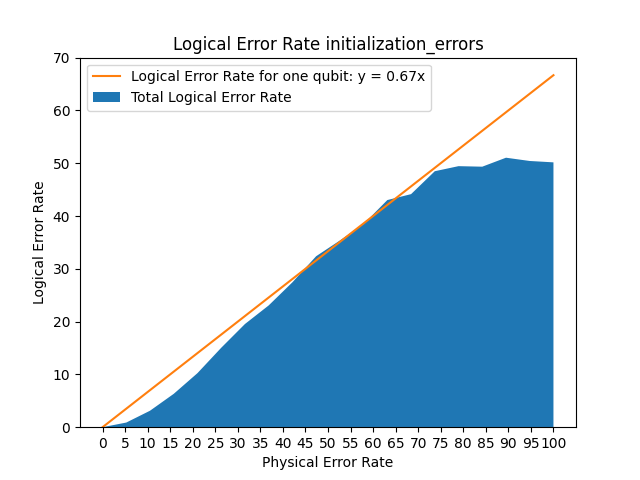 Logical Error Rate initialization_errors
Logical Error Rate for one qubit: y = 0.67x
Total Logical Error Rate
70
60
50
40
30
20
10
0
Logical Error Rate
0 5 10 15 20 25 30 35 40 45 50 55 60 65 70 75 80 85 90 95 100
Physical Error Rate